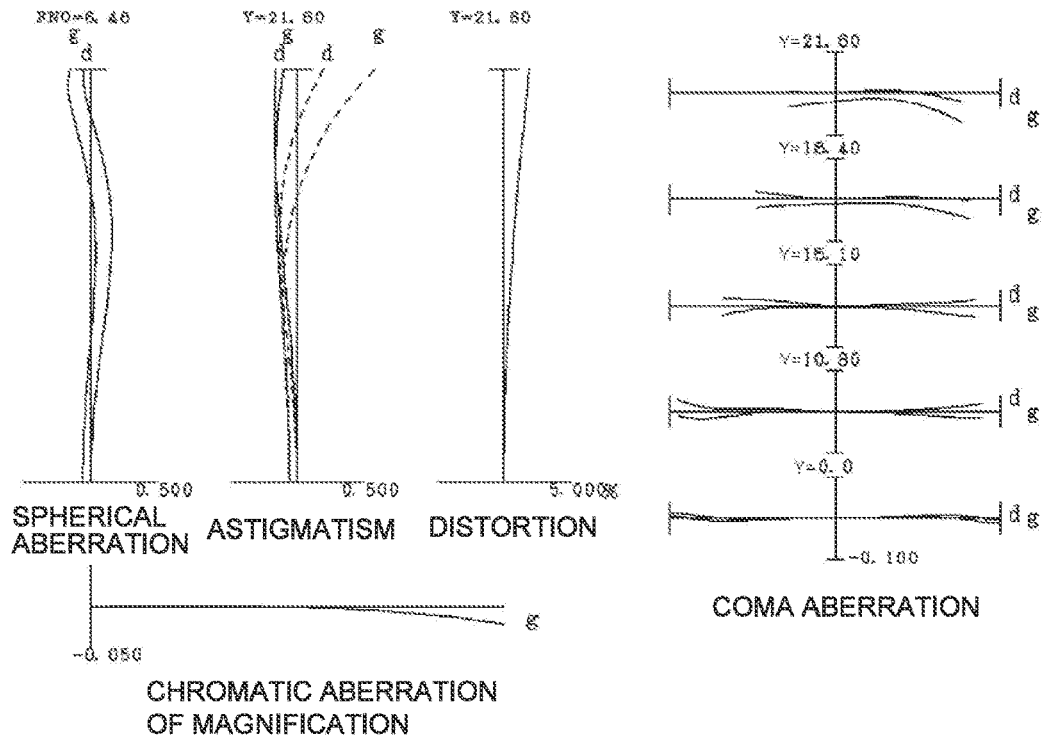 FNO=6.40
g
d
0.500
SPHERICAL
ABERRATION
Y=21.60
g
d
d
g
0.500
ASTIGMATISM
Y=21.60
5.000%
DISTORTION
Y=21.60
d
g
Y=18.40
d
g
Y=15.10
d
g
Y=10.80
d
g
Y=0.0
d
g
-0.100
COMA ABERRATION
g
-0.050
CHROMATIC ABERRATION
OF MAGNIFICATION